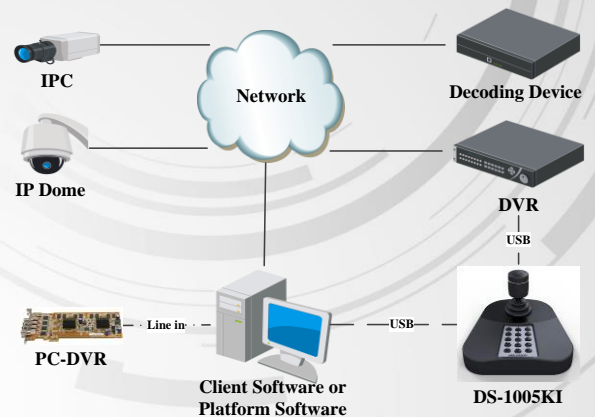 IPC
Network
Decoding Device
IP Dome
DVR
USB
Line in
USB
PC-DVR
Client Software or
Platform Software
DS-1005KI